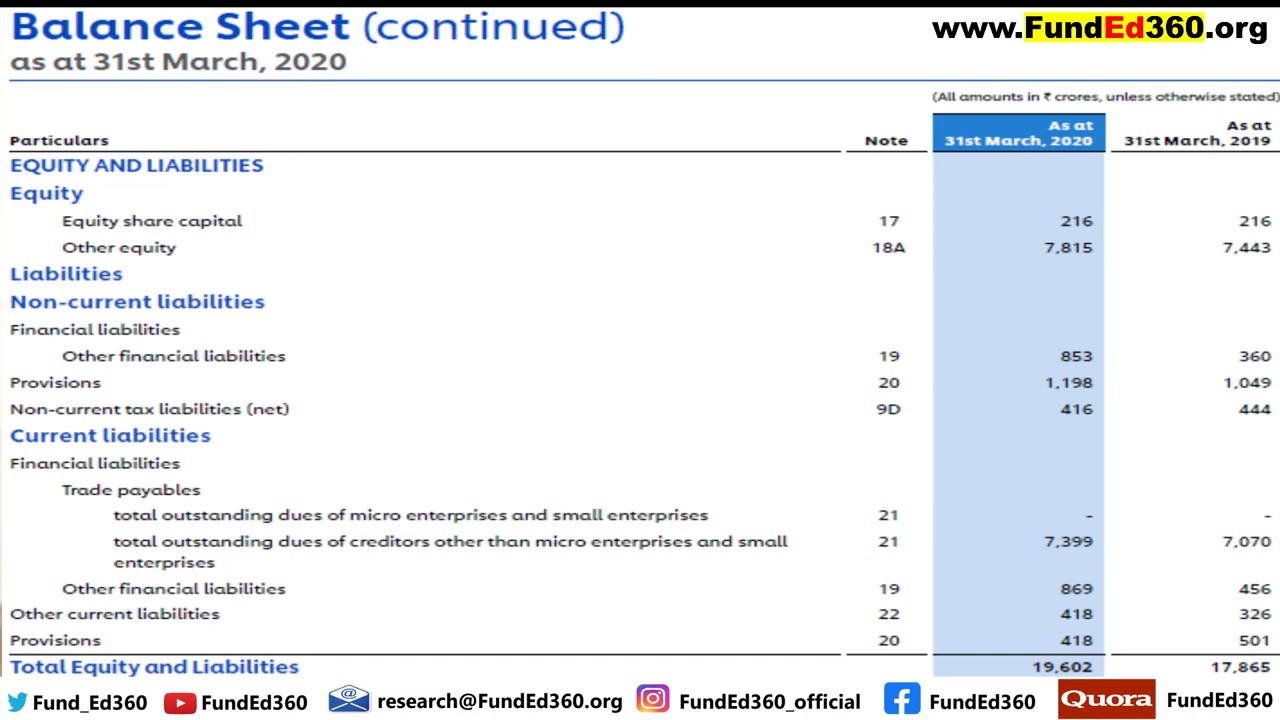 Balance Sheet (continued)
www.FundEd360.org
as at 31st March, 2020
(All amounts in ₹ crores, unless otherwise stated)
Particulars Note As at 31st March, 2020 As at 31st March, 2019
EQUITY AND LIABILITIES
Equity
Equity share capital 17 216 216
Other equity 18A 7,815 7,443
Liabilities
Non-current liabilities
Financial liabilities
Other financial liabilities 19 853 360
Provisions 20 1,198 1,049
Non-current tax liabilities (net) 9D 416 444
Current liabilities
Financial liabilities
Trade payables
total outstanding dues of micro enterprises and small enterprises 21 - -
total outstanding dues of creditors other than micro enterprises and small 21 7,399 7,070
enterprises
Other financial liabilities 19 869 456
Other current liabilities 22 418 326
Provisions 20 418 501
Total Equity and Liabilities 19,602 17,865
Fund_Ed360 FundEd360 research@FundEd360.org FundEd360_official FundEd360 Quora FundEd360